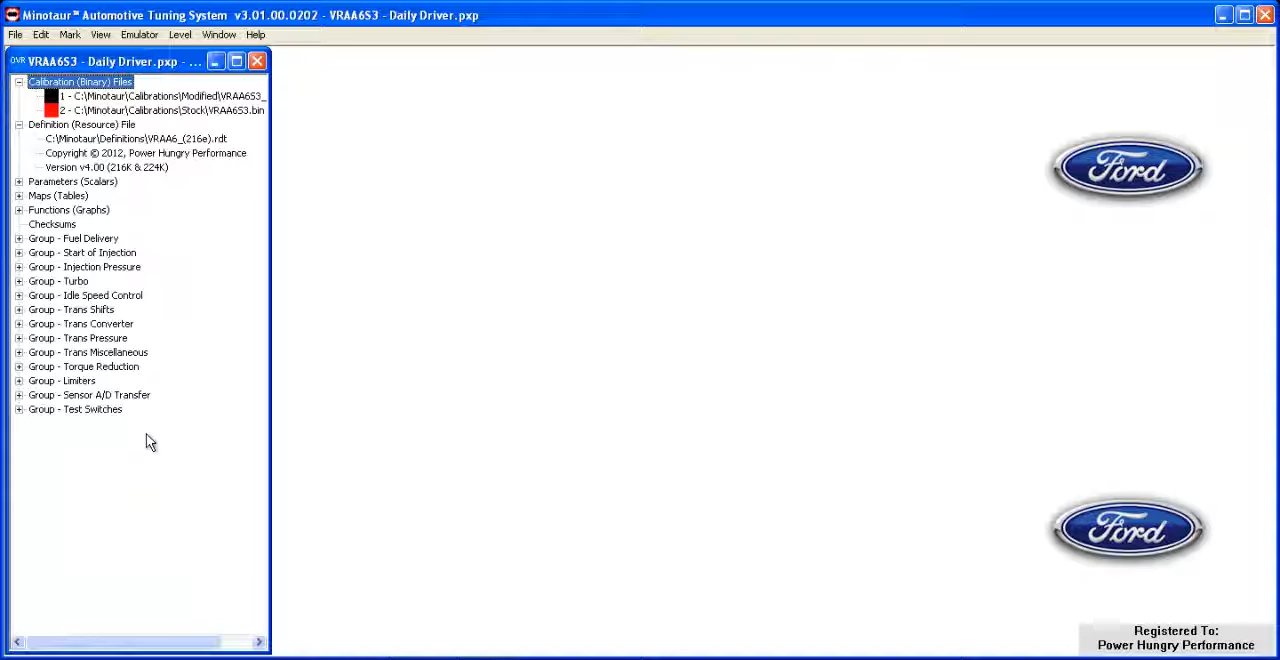 Minotaur™ Automotive Tuning System v3.01.00.0202 - VRAA6S3 - Daily Driver.pxp
File Edit Mark View Emulator Level Window Help
OVR VRAA6S3 - Daily Driver.pxp - ...
Calibration (Binary) Files
1 - C:\Minotaur\Calibrations\Modified\VRAA6S3_
2 - C:\Minotaur\Calibrations\Stock\VRAA6S3.bin
Definition (Resource) File
C:\Minotaur\Definitions\VRAA6_(216e).rdt
Copyright © 2012, Power Hungry Performance
Version v4.00 (216K & 224K)
Parameters (Scalars)
Maps (Tables)
Functions (Graphs)
Checksums
Group - Fuel Delivery
Group - Start of Injection
Group - Injection Pressure
Group - Turbo
Group - Idle Speed Control
Group - Trans Shifts
Group - Trans Converter
Group - Trans Pressure
Group - Trans Miscellaneous
Group - Torque Reduction
Group - Limiters
Group - Sensor A/D Transfer
Group - Test Switches
Ford
Ford
Registered To:
Power Hungry Performance